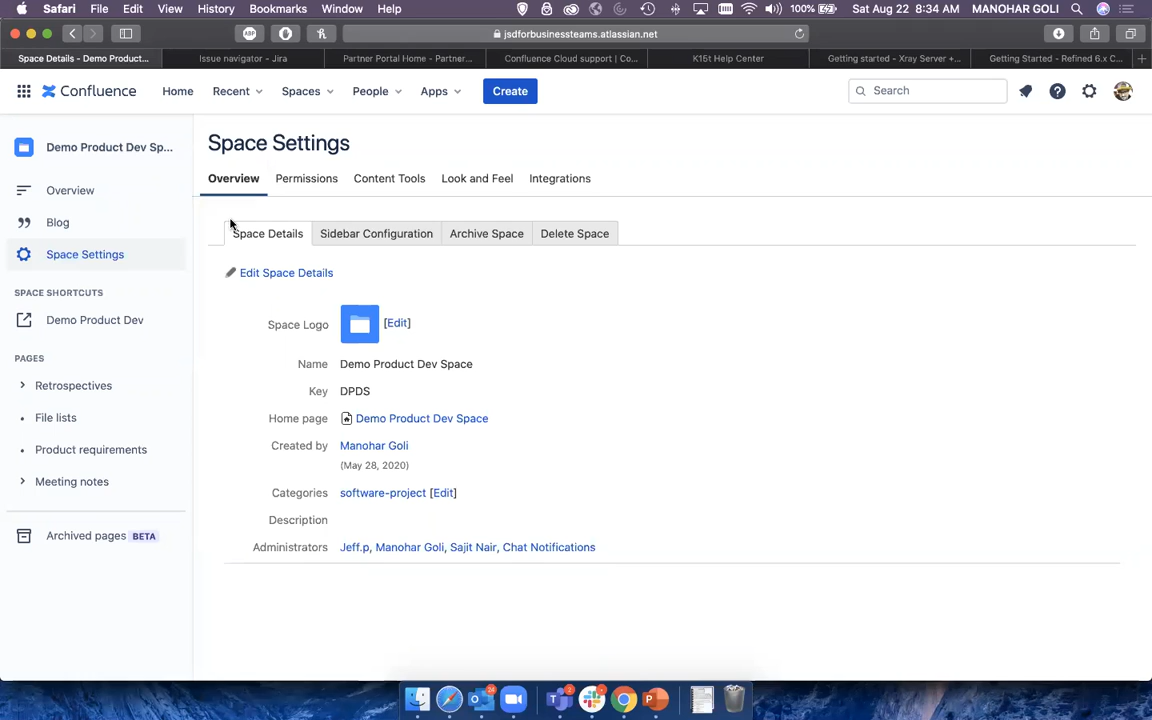 Safari File Edit View History Bookmarks Window Help 100% Sat Aug 22 8:34 AM MANOHAR GOLI
ABP jsdforbusinessteams.atlassian.net
Space Details - Demo Product... Issue navigator - Jira Partner Portal Home - Partner... Confluence Cloud support | Co... K15t Help Center Getting started - Xray Server +... Getting Started - Refined 6.x C...
Confluence Home Recent Spaces People Apps Create Search
Demo Product Dev Sp...
Overview
Blog
Space Settings
SPACE SHORTCUTS
Demo Product Dev
PAGES
Retrospectives
File lists
Product requirements
Meeting notes
Archived pages BETA
Space Settings
Overview Permissions Content Tools Look and Feel Integrations
Space Details Sidebar Configuration Archive Space Delete Space
Edit Space Details
Space Logo [Edit]
Name Demo Product Dev Space
Key DPDS
Home page Demo Product Dev Space
Created by Manohar Goli
(May 28, 2020)
Categories software-project [Edit]
Description
Administrators Jeff.p, Manohar Goli, Sajit Nair, Chat Notifications